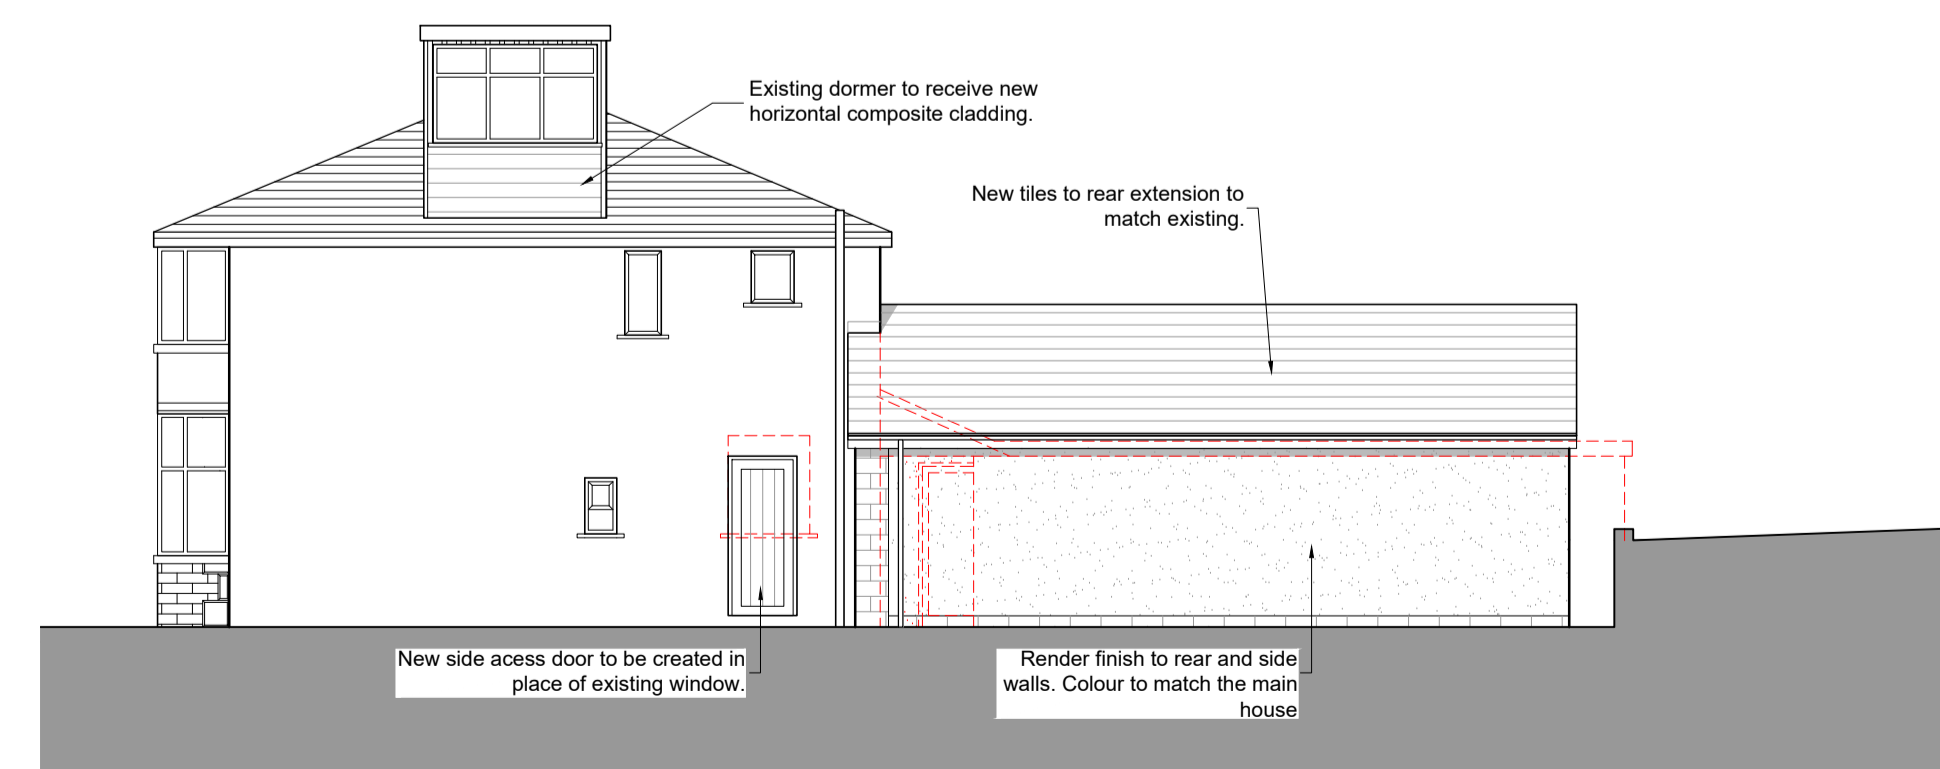 Existing dormer to receive new
horizontal composite cladding.
New tiles to rear extension to
match existing.
New side acess door to be created in
place of existing window.
Render finish to rear and side
walls. Colour to match the main
house